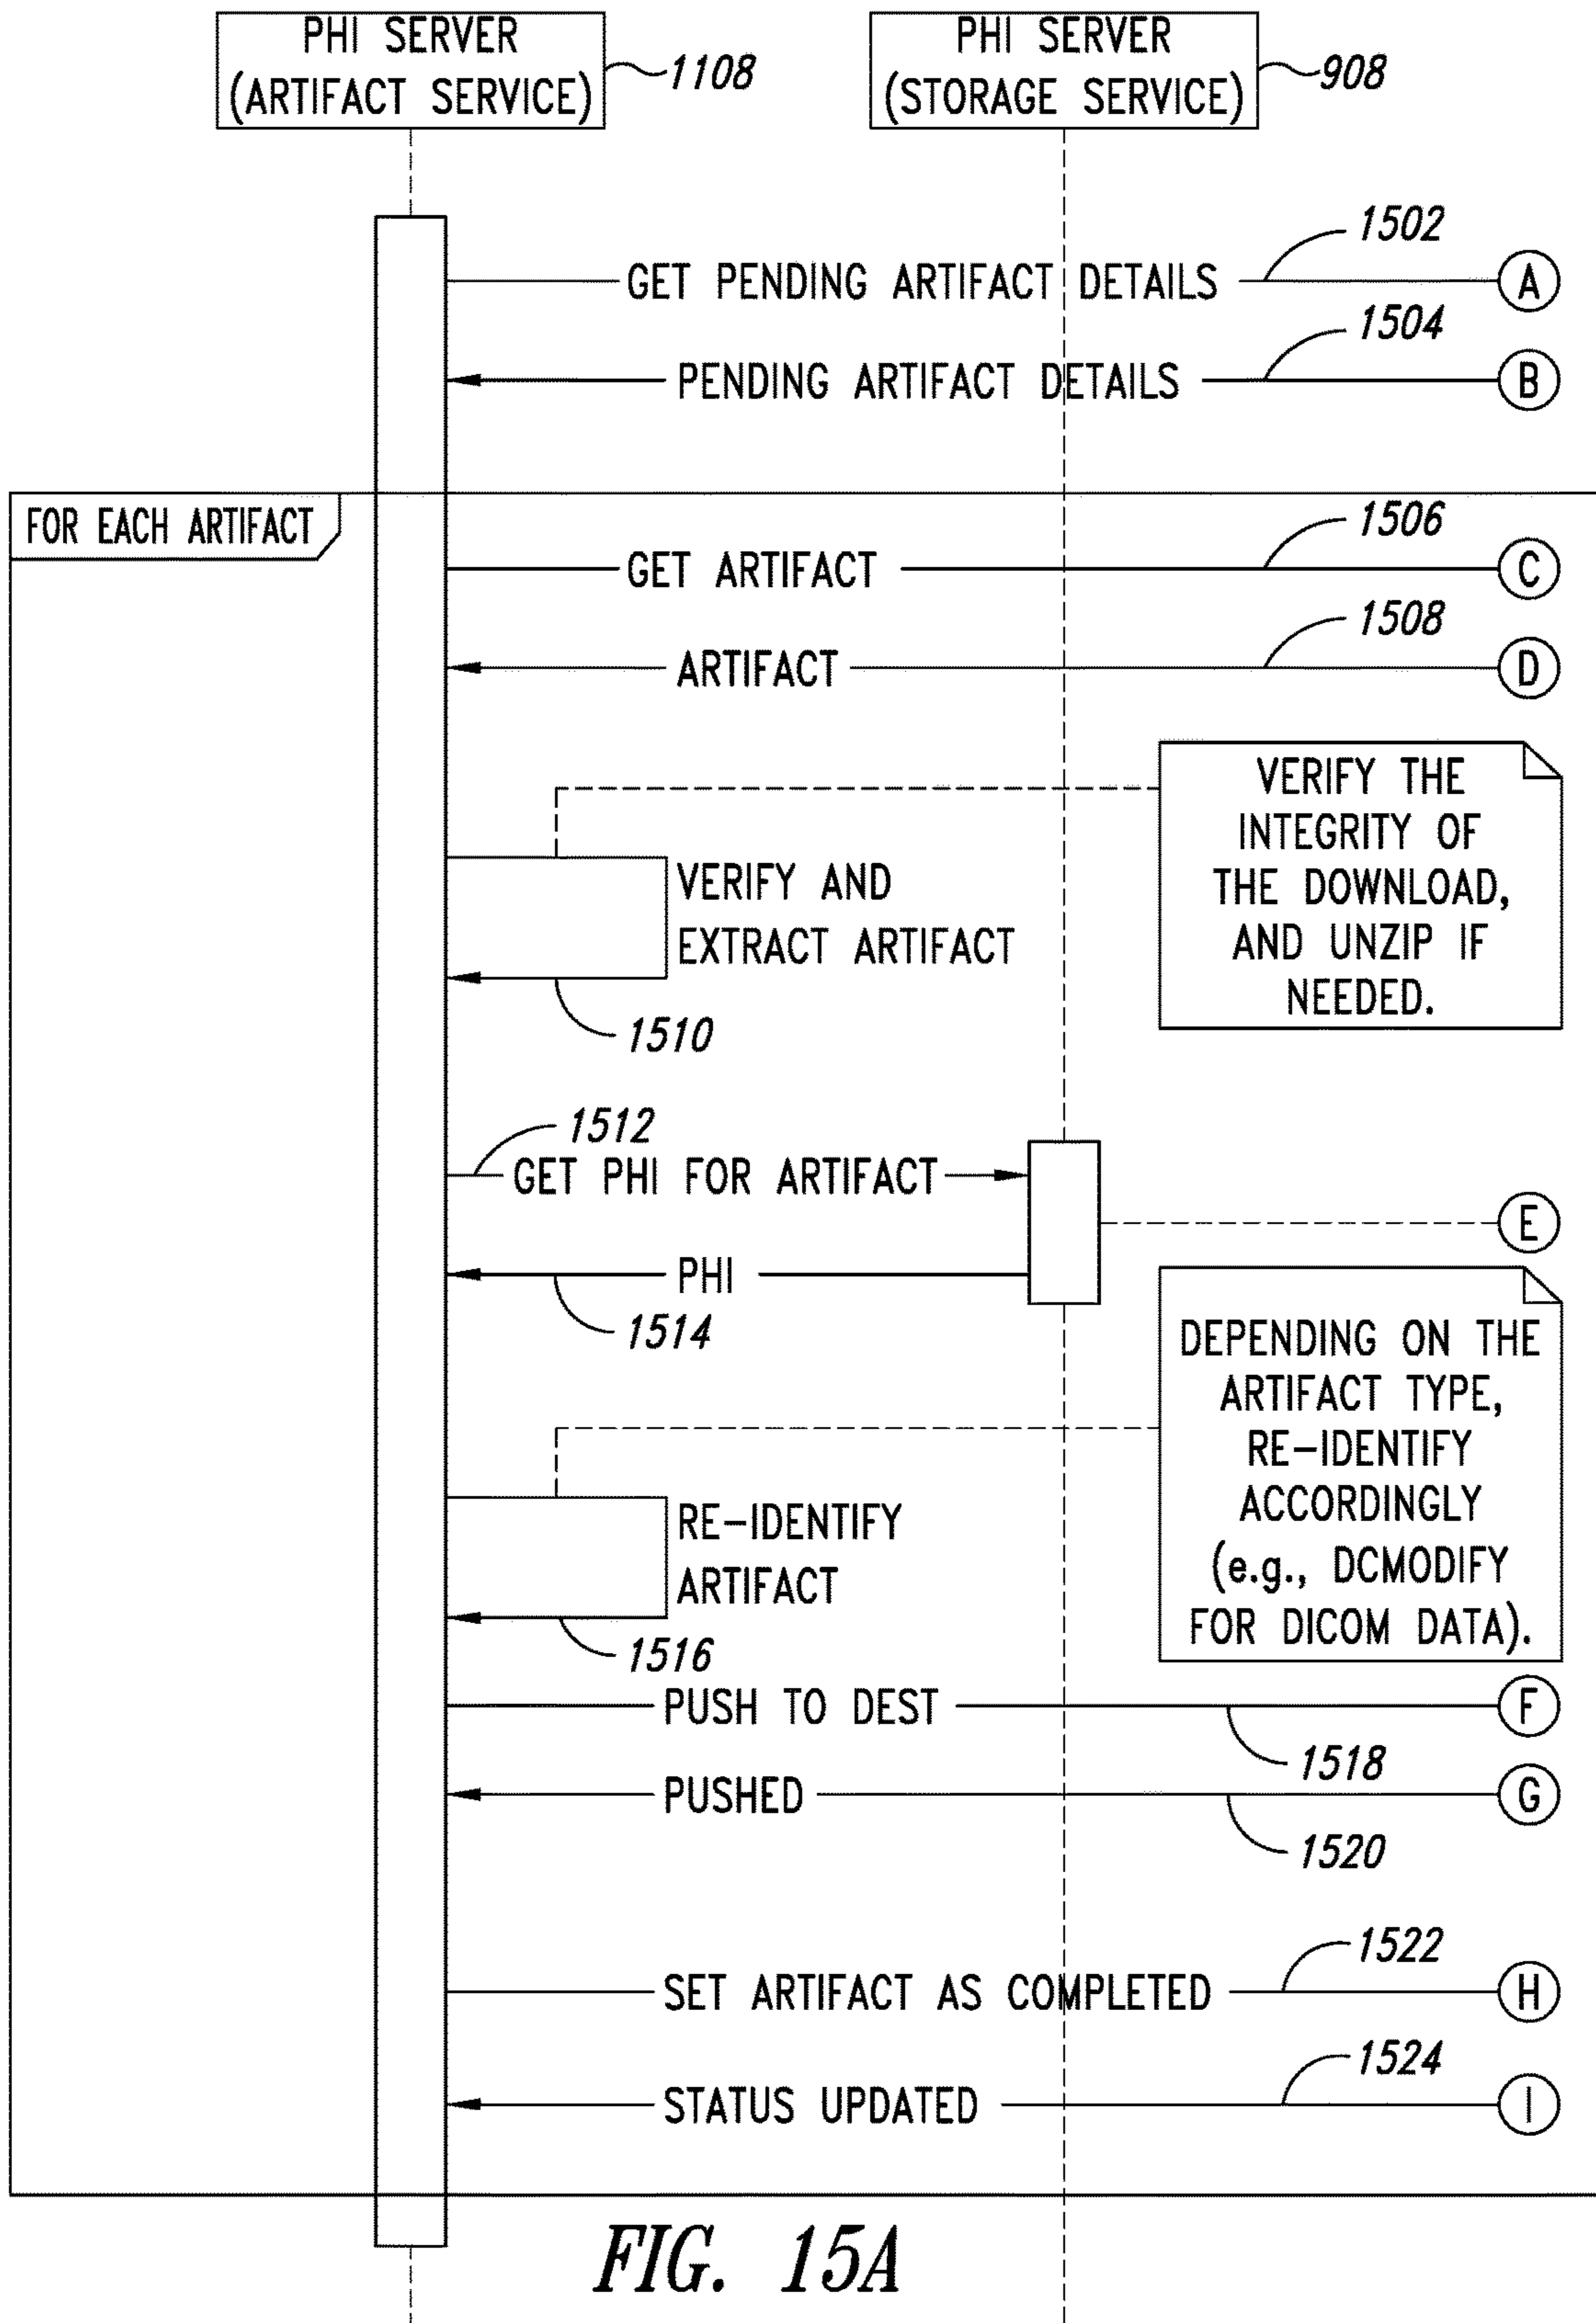 PHI SERVER
(ARTIFACT SERVICE)
1108
PHI SERVER
(STORAGE SERVICE)
908
1502
GET PENDING ARTIFACT DETAILS
A
1504
PENDING ARTIFACT DETAILS
B
FOR EACH ARTIFACT
1506
GET ARTIFACT
C
1508
ARTIFACT
D
VERIFY THE
INTEGRITY OF
THE DOWNLOAD,
AND UNZIP IF
NEEDED.
VERIFY AND
EXTRACT ARTIFACT
1510
1512
GET PHI FOR ARTIFACT
E
PHI
1514
DEPENDING ON THE
ARTIFACT TYPE,
RE-IDENTIFY
ACCORDINGLY
(e.g., DCMODIFY
FOR DICOM DATA).
RE-IDENTIFY
ARTIFACT
1516
PUSH TO DEST
F
1518
PUSHED
G
1520
1522
SET ARTIFACT AS COMPLETED
H
1524
STATUS UPDATED
I
FIG. 15A